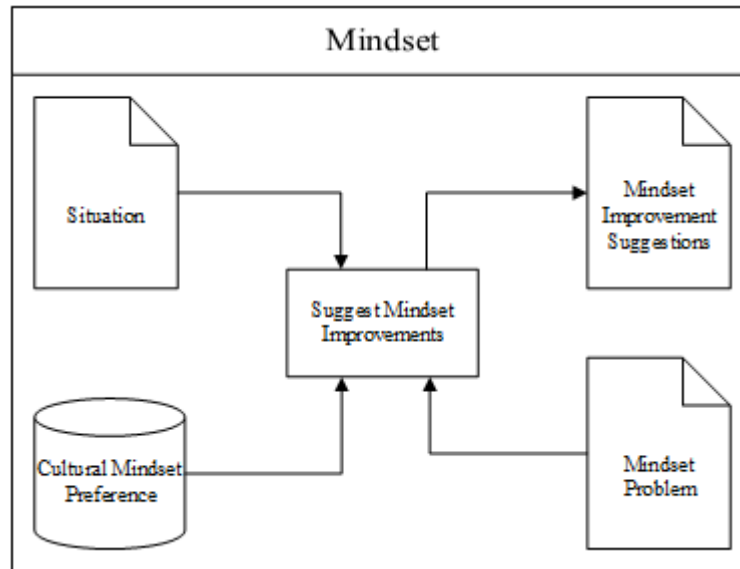 Mindset
Situation
Mindset
Improvement
Suggestions
Suggest Mindset
Improvements
Cultural Mindset
Preference
Mindset
Problem